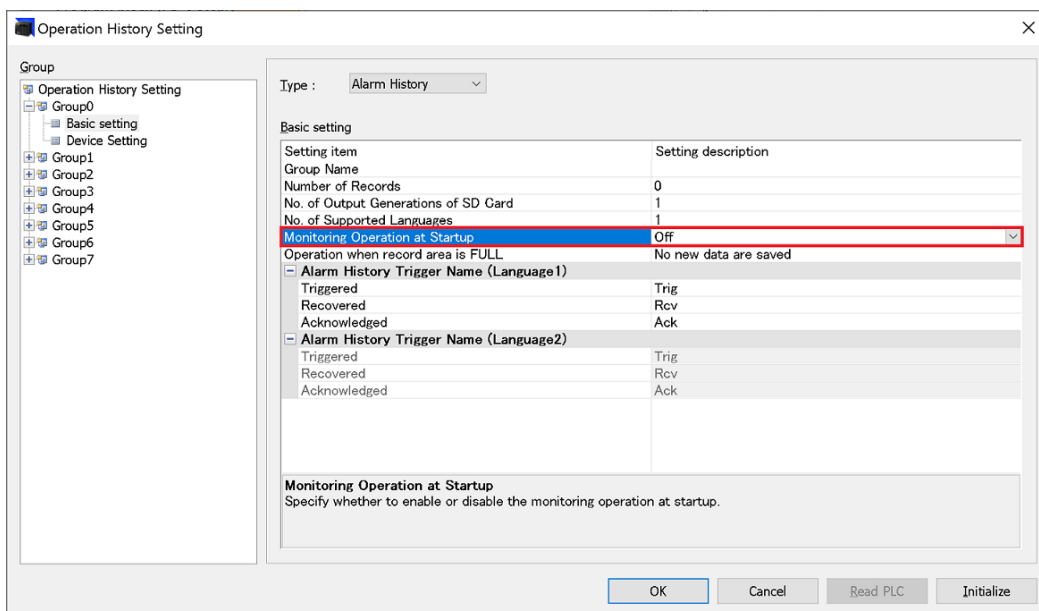 Operation History Setting
Group
Operation History Setting
Group0
Basic setting
Device Setting
Group1
Group2
Group3
Group4
Group5
Group6
Group7
Type : Alarm History
Basic setting
Setting item Setting description
Group Name
Number of Records 0
No. of Output Generations of SD Card 1
No. of Supported Languages 1
Monitoring Operation at Startup Off
Operation when record area is FULL No new data are saved
Alarm History Trigger Name (Language1)
Triggered Trig
Recovered Rcv
Acknowledged Ack
Alarm History Trigger Name (Language2)
Triggered Trig
Recovered Rcv
Acknowledged Ack
Monitoring Operation at Startup
Specify whether to enable or disable the monitoring operation at startup.
OK Cancel Read PLC Initialize